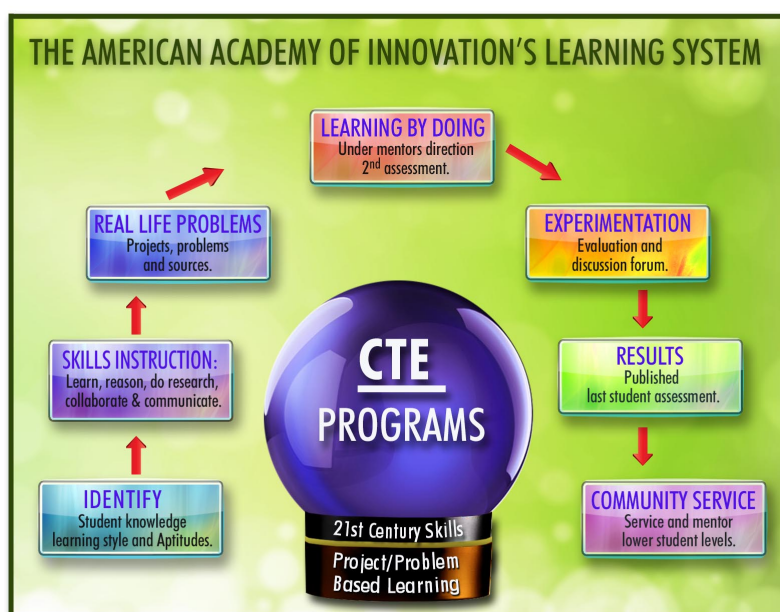 THE AMERICAN ACADEMY OF INNOVATION'S LEARNING SYSTEM
LEARNING BY DOING
Under mentors direction
2nd assessment.
REAL LIFE PROBLEMS
Projects, problems
and sources.
EXPERIMENTATION
Evaluation and
discussion forum.
SKILLS INSTRUCTION:
Learn, reason, do research,
collaborate & communicate.
CTE
PROGRAMS
RESULTS
Published
last student assessment.
IDENTIFY
Student knowledge
learning style and Aptitudes.
21st Century Skills
Project/Problem
Based Learning
COMMUNITY SERVICE
Service and mentor
lower student levels.